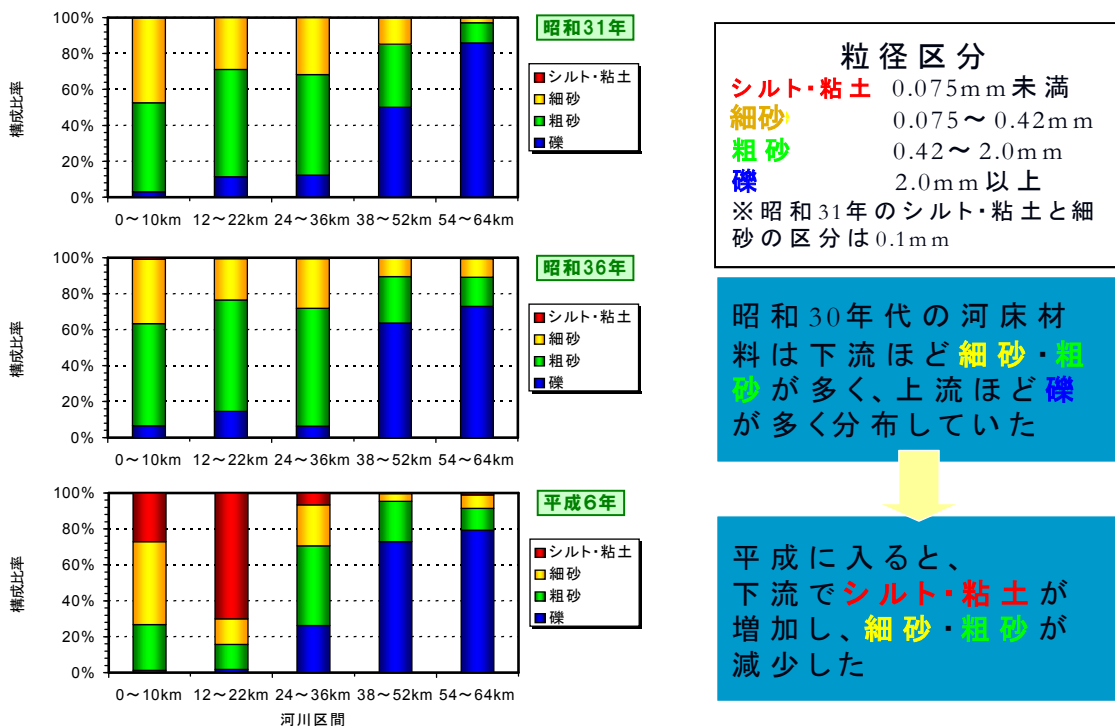 100%
80%
60%
40%
20%
0%
構成比率
0～10km 12～22km 24～36km 38～52km 54～64km
昭和31年
シルト・粘土
細砂
粗砂
礫
100%
80%
60%
40%
20%
0%
構成比率
0～10km 12～22km 24～36km 38～52km 54～64km
昭和36年
シルト・粘土
細砂
粗砂
礫
100%
80%
60%
40%
20%
0%
構成比率
0～10km 12～22km 24～36km 38～52km 54～64km
河川区間
平成6年
シルト・粘土
細砂
粗砂
礫
粒径区分
シルト・粘土 0.075mm未満
細砂 0.075～0.42mm
粗砂 0.42～2.0mm
礫 2.0mm以上
※昭和31年のシルト・粘土と細
砂の区分は0.1mm
昭和30年代の河床材
料は下流ほど細砂・粗
砂が多く、上流ほど礫
が多く分布していた
平成に入ると、
下流でシルト・粘土が
増加し、細砂・粗砂が
減少した